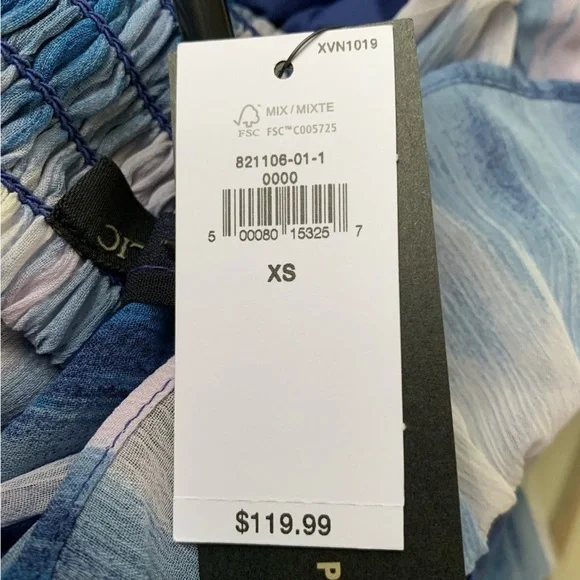 XVN1019
MIX / MIXTE
FSC
FSC™ C005725
821106-01-1
0000
5 00080 15325 7
XS
$119.99
P